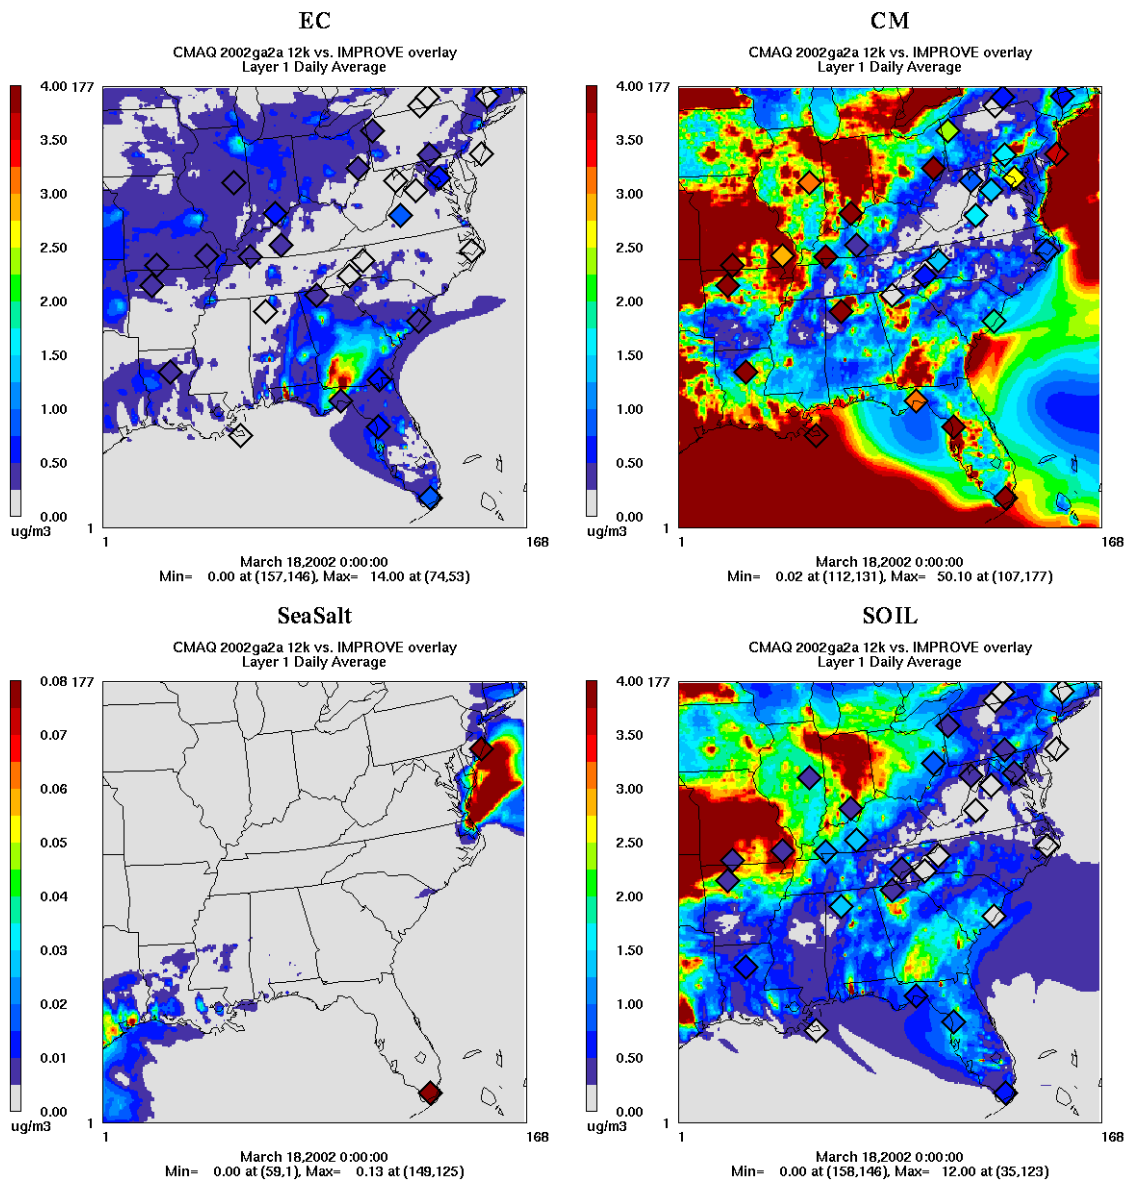 EC
CMAQ 2002ga2a 12k vs. IMPROVE overlay
Layer 1 Daily Average
4.00 177
3.50
3.00
2.50
2.00
1.50
1.00
0.50
0.00
ug/m3
1
1 168
March 18,2002 0:00:00
Min= 0.00 at (157,146), Max= 14.00 at (74,53)
CM
CMAQ 2002ga2a 12k vs. IMPROVE overlay
Layer 1 Daily Average
4.00 177
3.50
3.00
2.50
2.00
1.50
1.00
0.50
0.00
ug/m3
1
1 168
March 18,2002 0:00:00
Min= 0.02 at (112,131), Max= 50.10 at (107,177)
SeaSalt
CMAQ 2002ga2a 12k vs. IMPROVE overlay
Layer 1 Daily Average
0.08 177
0.07
0.06
0.05
0.04
0.03
0.02
0.01
0.00
ug/m3
1
1 168
March 18,2002 0:00:00
Min= 0.00 at (59,1), Max= 0.13 at (149,125)
SOIL
CMAQ 2002ga2a 12k vs. IMPROVE overlay
Layer 1 Daily Average
4.00 177
3.50
3.00
2.50
2.00
1.50
1.00
0.50
0.00
ug/m3
1
1 168
March 18,2002 0:00:00
Min= 0.00 at (158,146), Max= 12.00 at (35,123)